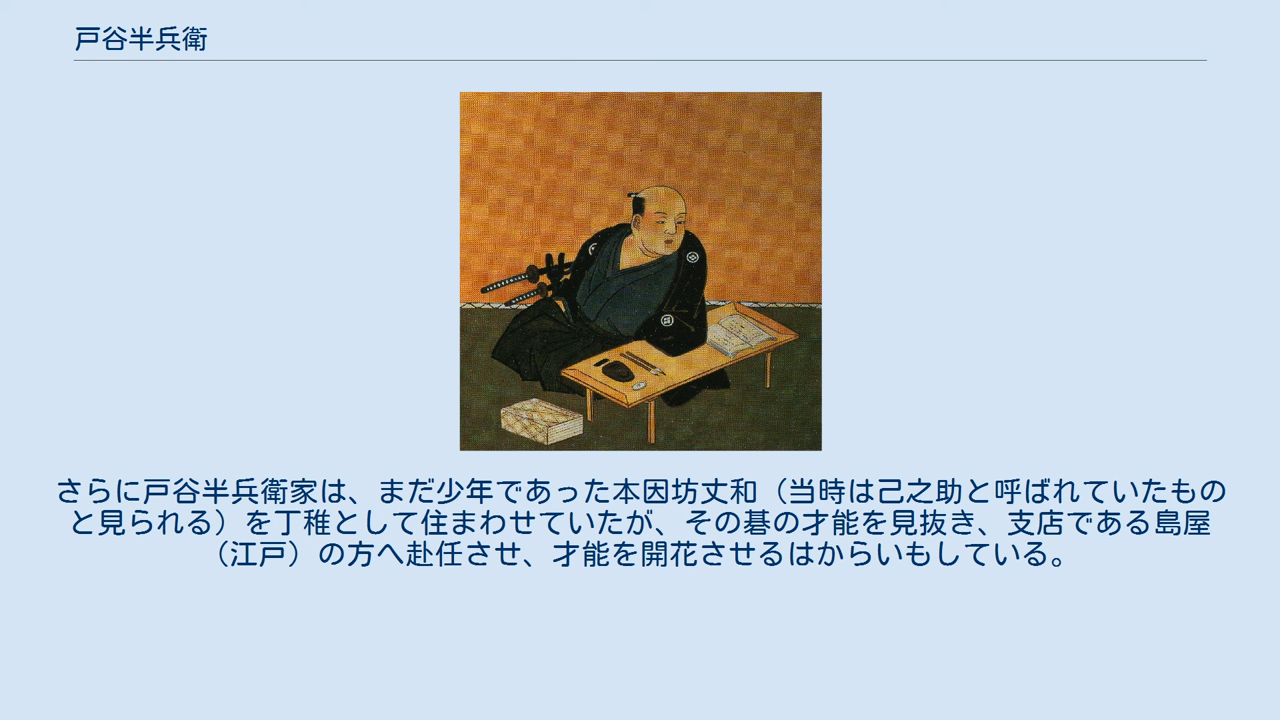 戸谷半兵衛
さらに戸谷半兵衛家は、まだ少年であった本因坊丈和（当時は己之助と呼ばれていたもの
と見られる）を丁稚として住まわせていたが、その碁の才能を見抜き、支店である島屋
（江戸）の方へ赴任させ、才能を開花させるはからいもしている。